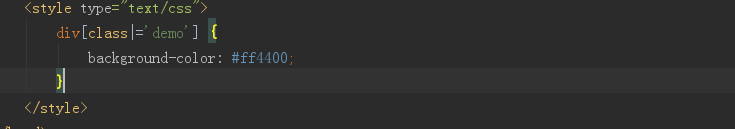 <style type="text/css">
div[class|='demo'] {
background-color: #ff4400;
}
</style>